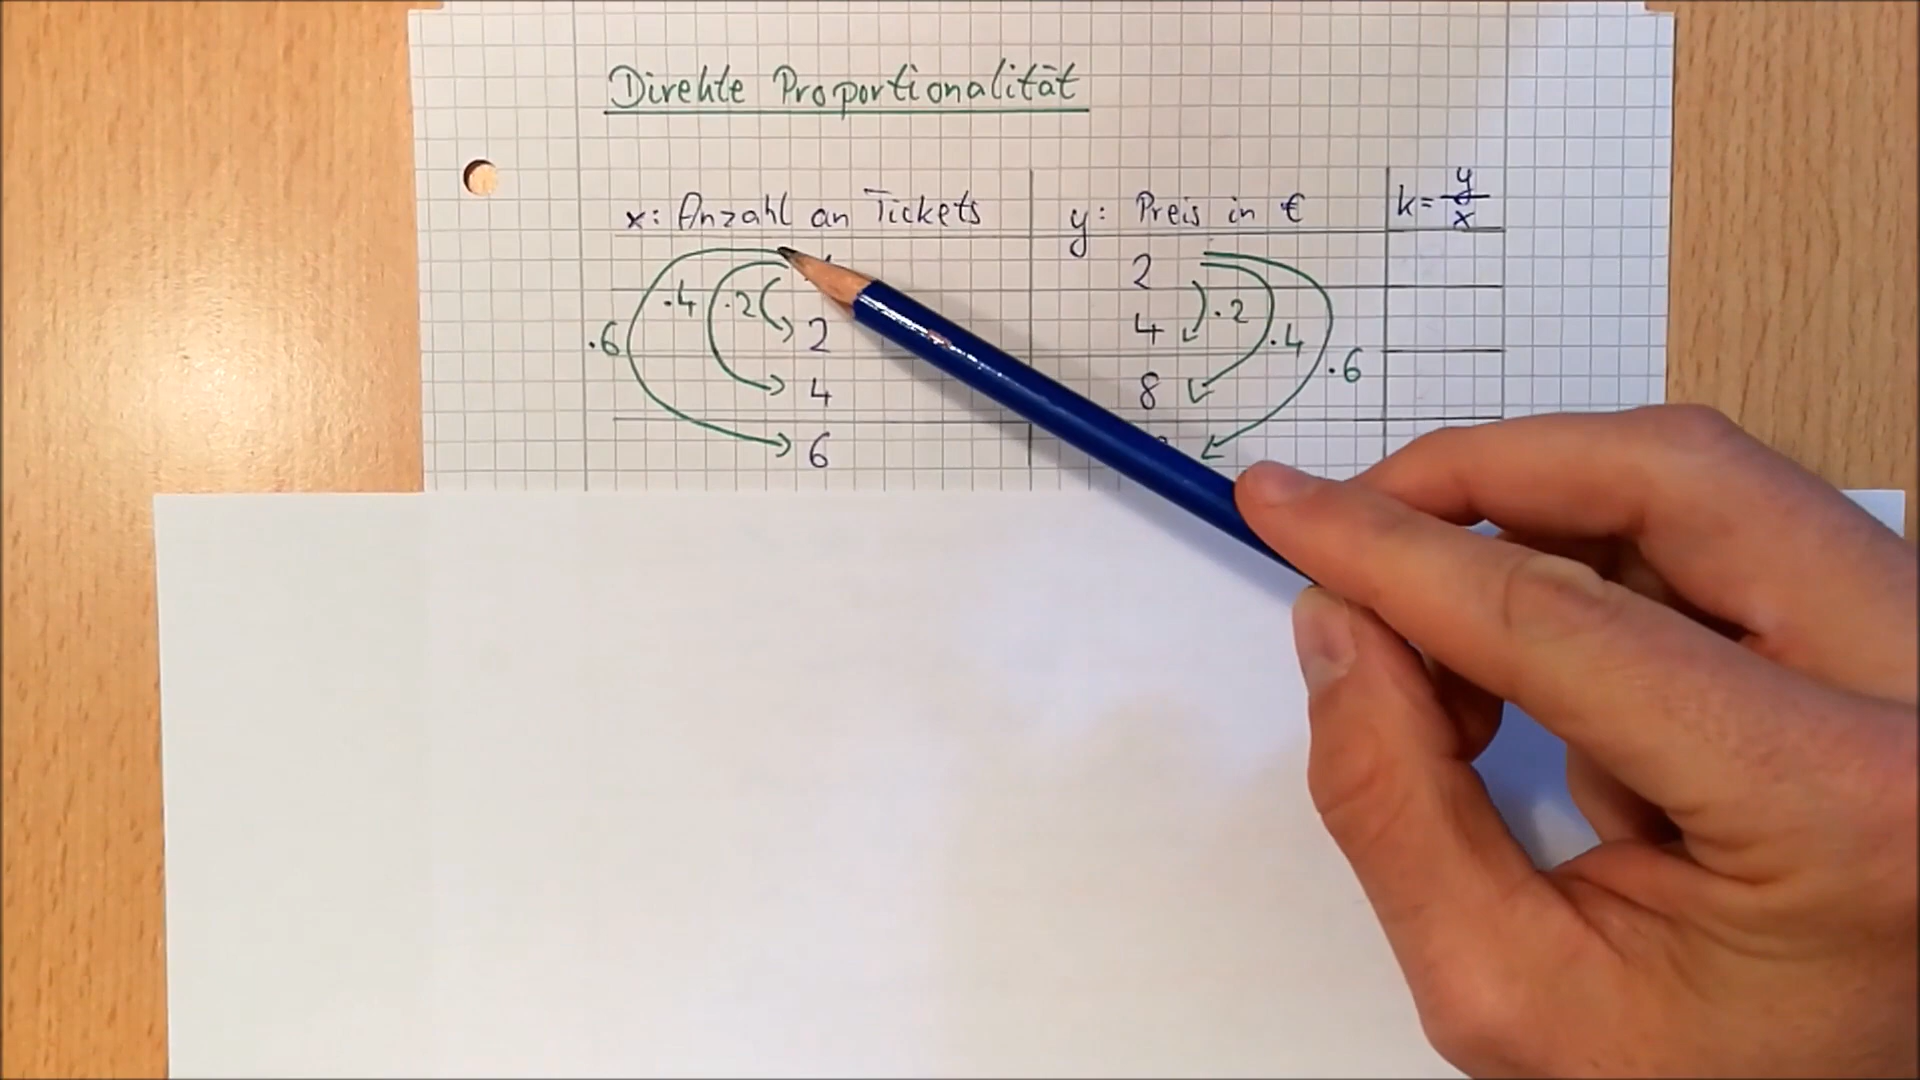 Direkte Proportionalität
x: Anzahl an Tickets y: Preis in € k = y/x
2
.2 2 4 .2
.4 4 8 .4
.6 6 .6